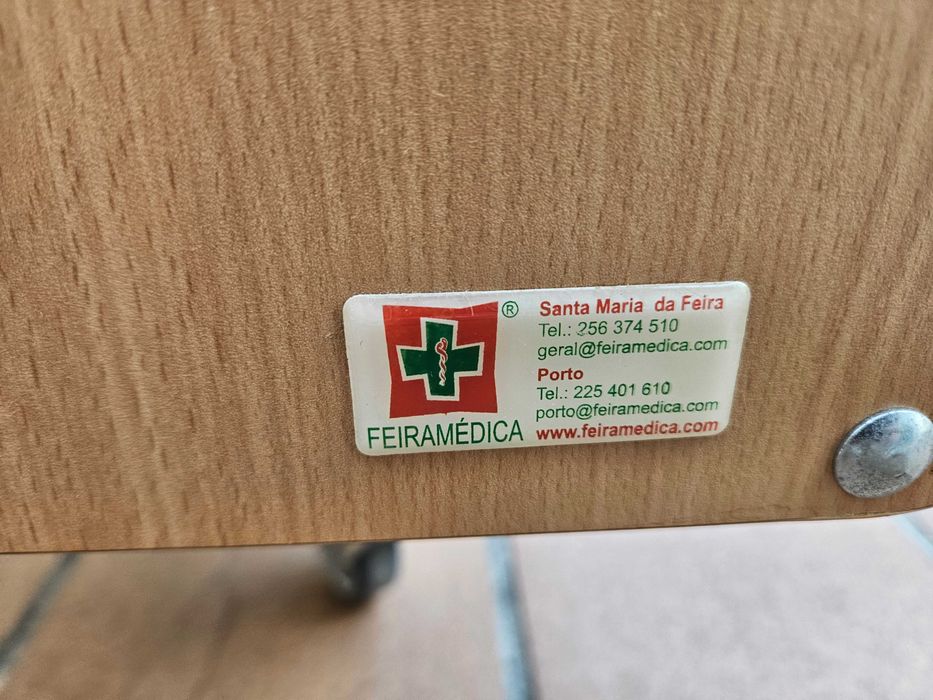 ®
FEIRAMÉDICA
Santa Maria da Feira
Tel.: 256 374 510
geral@feiramedica.com
Porto
Tel.: 225 401 610
porto@feiramedica.com
www.feiramedica.com